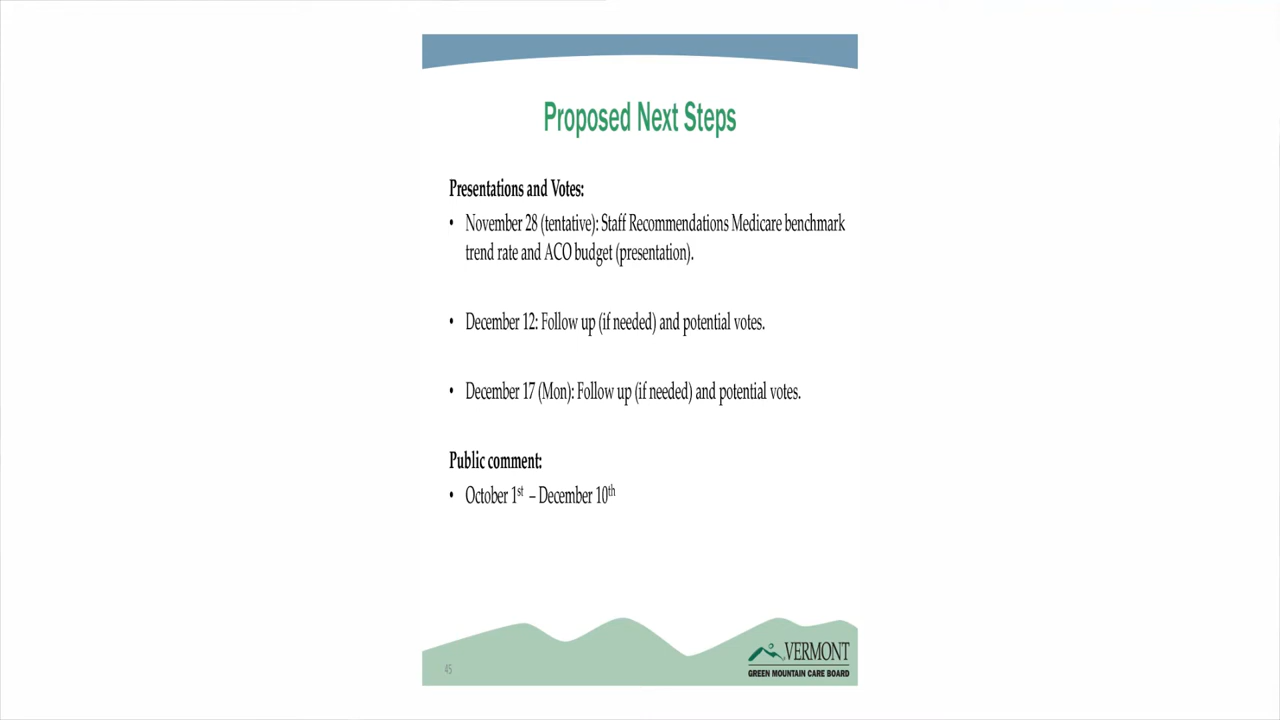 Proposed Next Steps
Presentations and Votes:
• November 28 (tentative): Staff Recommendations Medicare benchmark
trend rate and ACO budget (presentation).
• December 12: Follow up (if needed) and potential votes.
• December 17 (Mon): Follow up (if needed) and potential votes.
Public comment:
• October 1st – December 10th
45
VERMONT
GREEN MOUNTAIN CARE BOARD